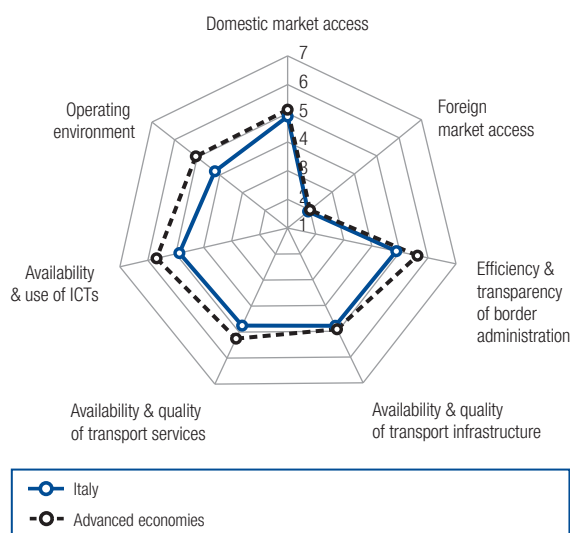 Domestic market access
7
6
5
4
3
2
1
Operating
environment
Foreign
market access
Availability
& use of ICTs
Efficiency &
transparency
of border
administration
Availability & quality
of transport services
Availability & quality
of transport infrastructure
Italy
Advanced economies